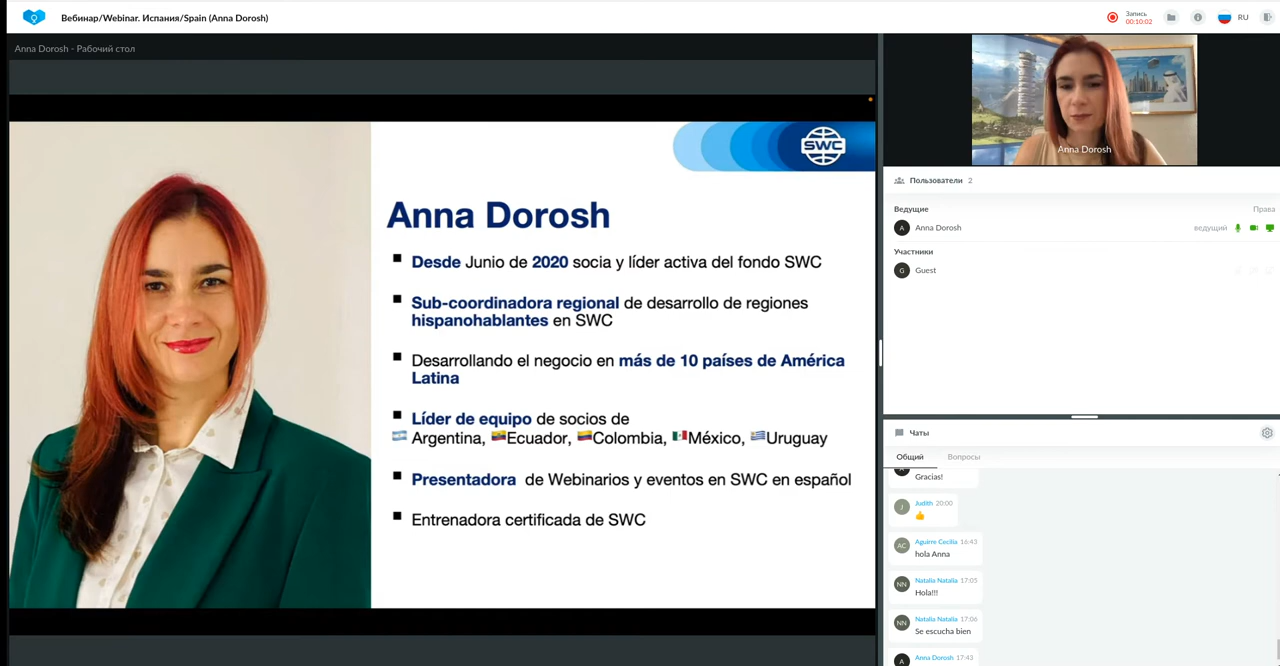 Вебинар/Webinar. Испания/Spain (Anna Dorosh)
Запись
00:10:02
RU
Anna Dorosh - Рабочий стол
SWC
Anna Dorosh
Desde Junio de 2020 socia y líder activa del fondo SWC
Sub-coordinadora regional de desarrollo de regiones
hispanohablantes en SWC
Desarrollando el negocio en más de 10 países de América
Latina
Líder de equipo de socios de
Argentina, Ecuador, Colombia, México, Uruguay
Presentadora de Webinarios y eventos en SWC en español
Entrenadora certificada de SWC
Anna Dorosh
Пользователи 2
Ведущие Права
A Anna Dorosh ведущий
Участники
G Guest
Чаты
Общий Вопросы
Gracias!
J Judith 20:00
AC Aguirre Cecilia 16:43
hola Anna
NN Natalia Natalia 17:05
Hola!!!
NN Natalia Natalia 17:06
Se escucha bien
A Anna Dorosh 17:43